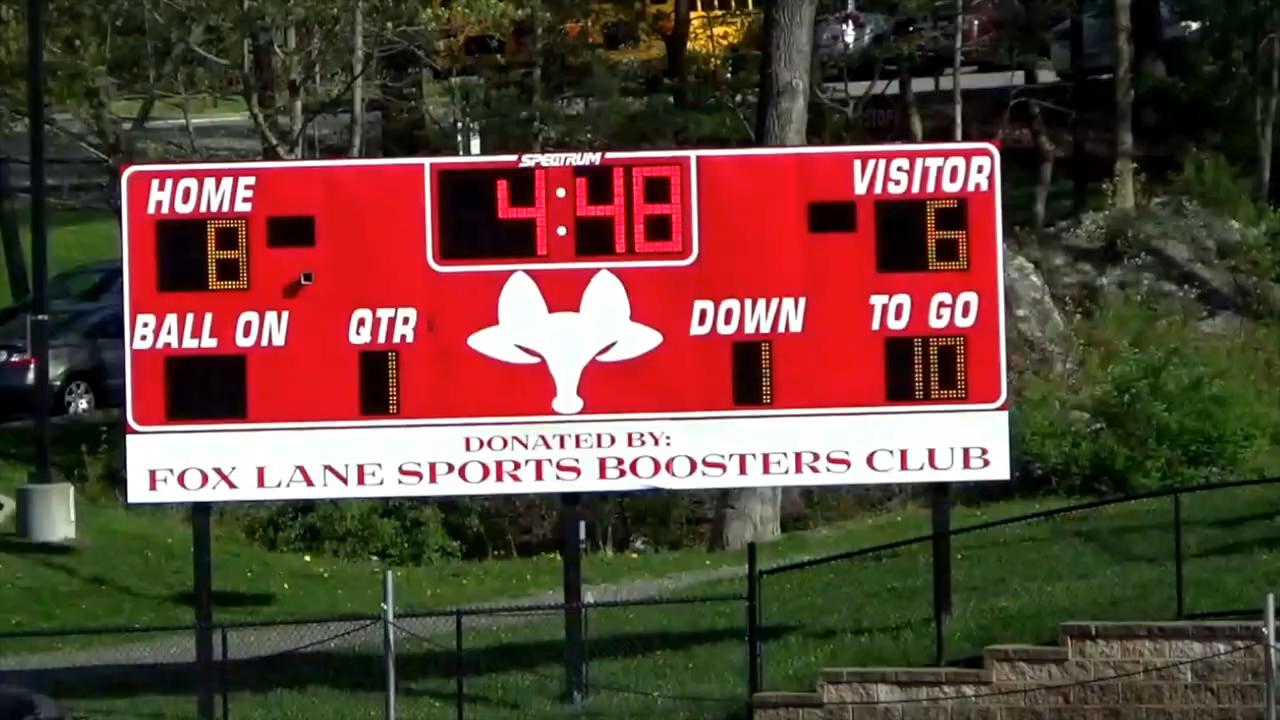 SPECTRUM
HOME 4:48 VISITOR
8 6
BALL ON QTR DOWN TO GO
1 1 10
DONATED BY:
FOX LANE SPORTS BOOSTERS CLUB